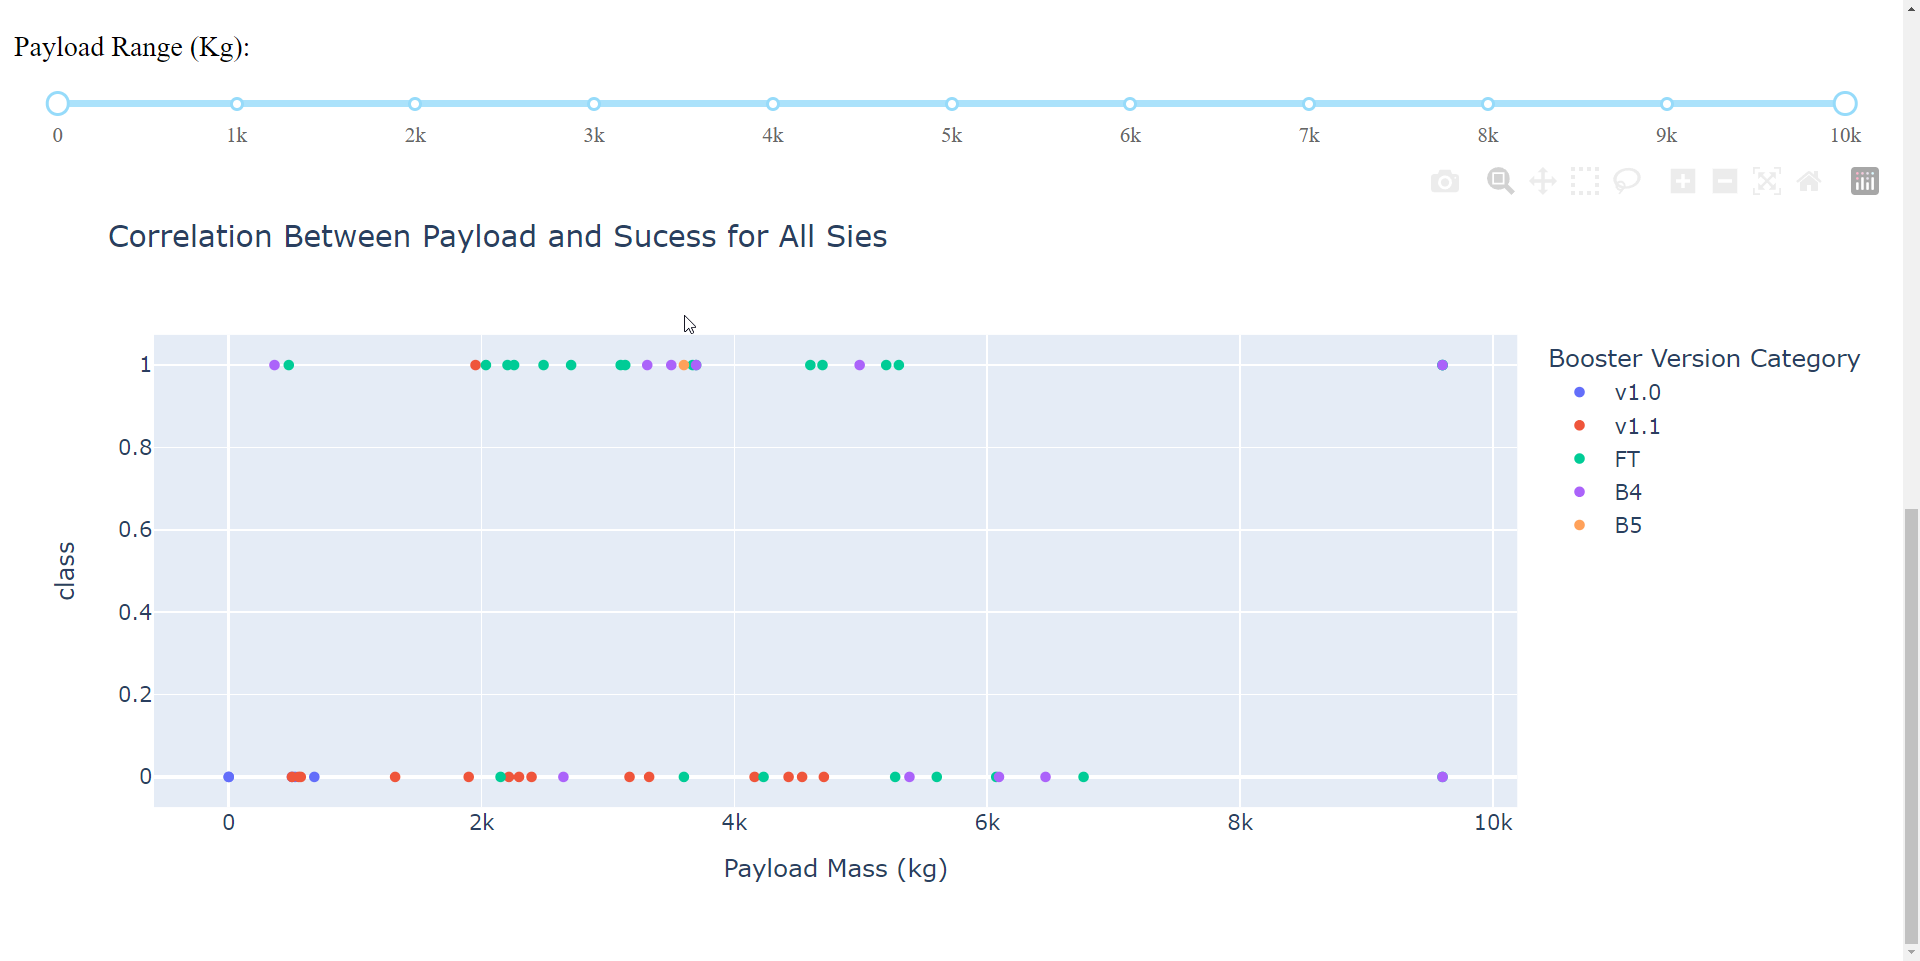 Payload Range (Kg):
0 1k 2k 3k 4k 5k 6k 7k 8k 9k 10k
Correlation Between Payload and Sucess for All Sies
1
0.8
0.6
0.4
0.2
0
class
0 2k 4k 6k 8k 10k
Payload Mass (kg)
Booster Version Category
v1.0
v1.1
FT
B4
B5